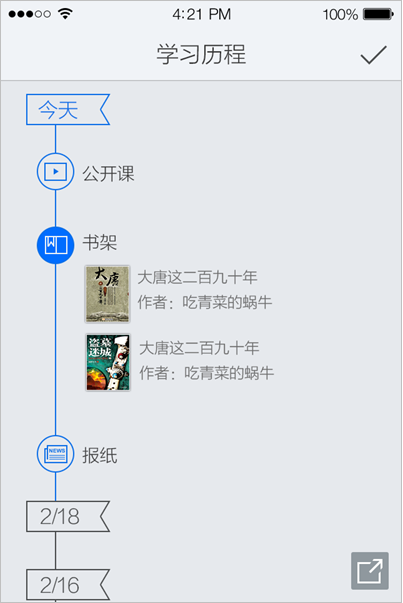 4:21 PM
100%
学习历程
今天
公开课
书架
大唐
大唐这二百九十年
作者：吃青菜的蜗牛
盗墓
迷城
大唐这二百九十年
作者：吃青菜的蜗牛
NEWS
报纸
2/18
2/16